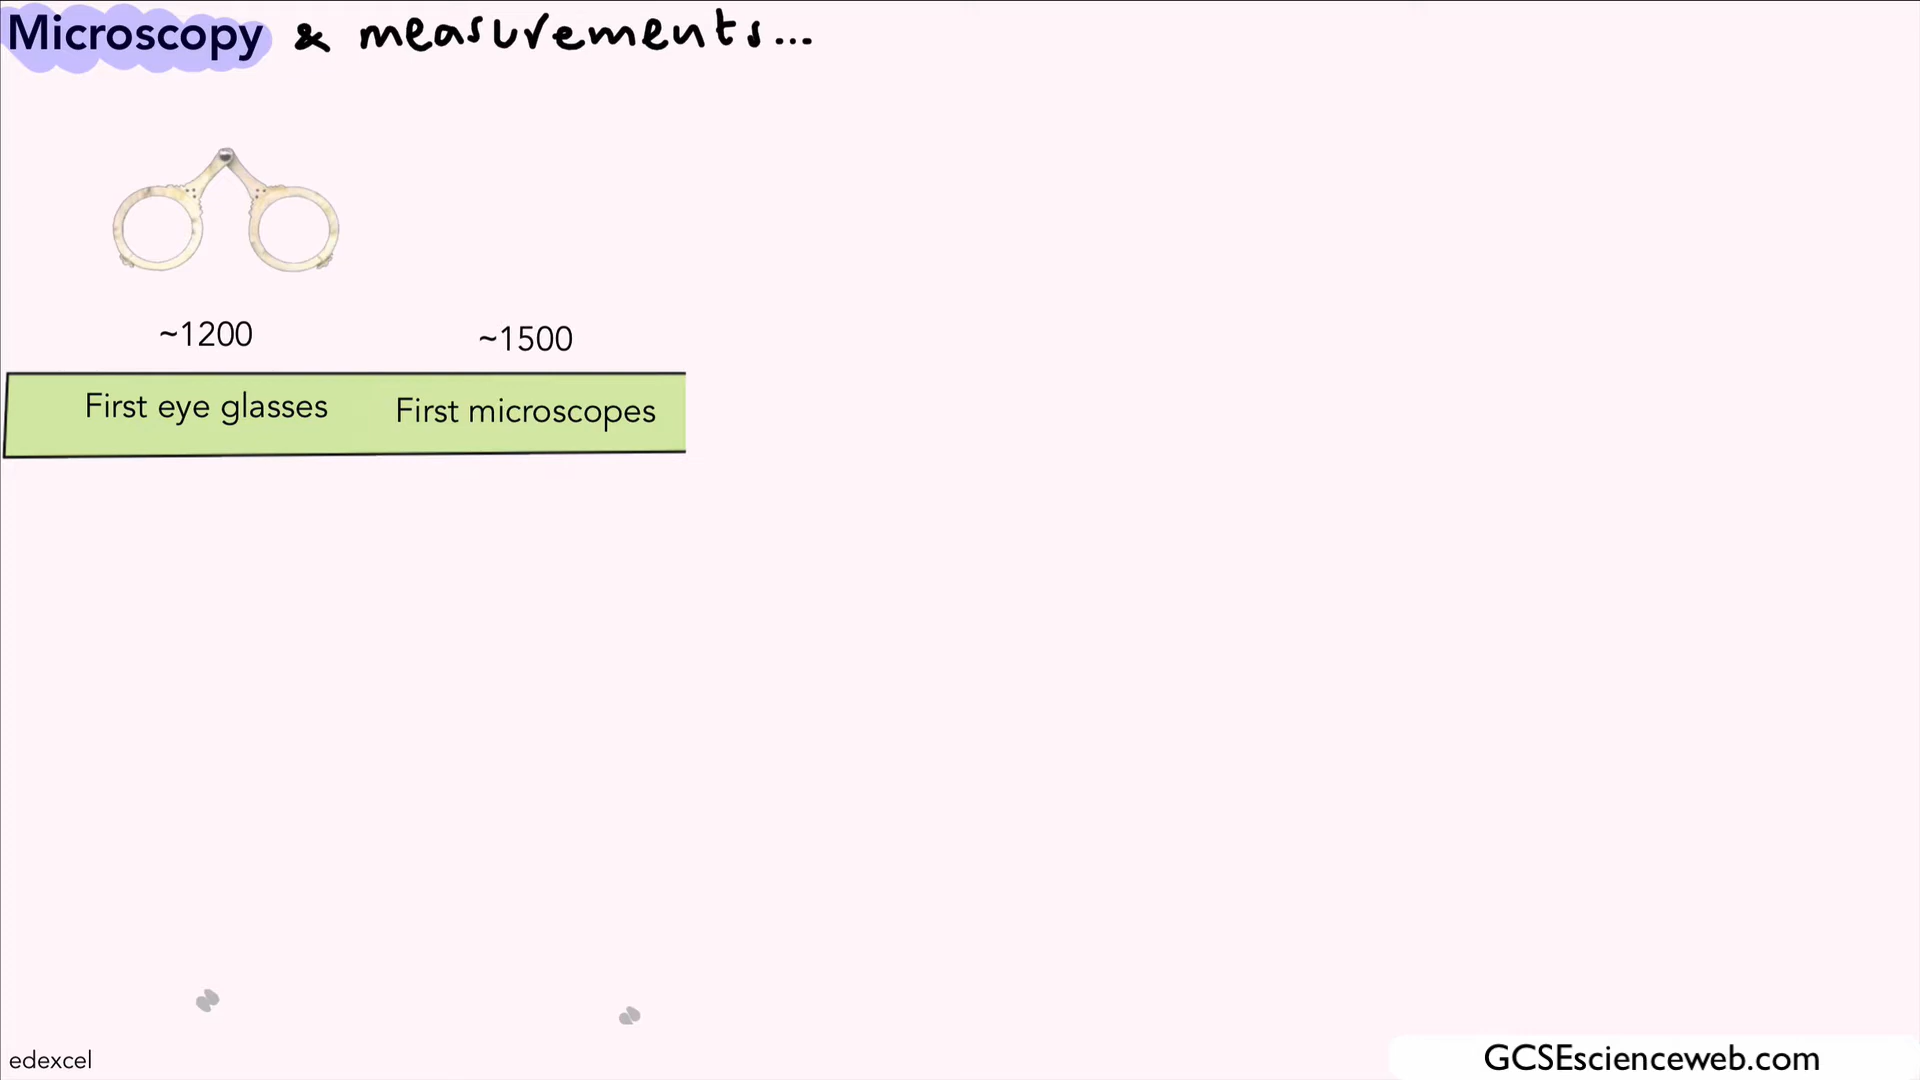 Microscopy & measurements...
~1200
~1500
First eye glasses
First microscopes
edexcel
GCSEscienceweb.com